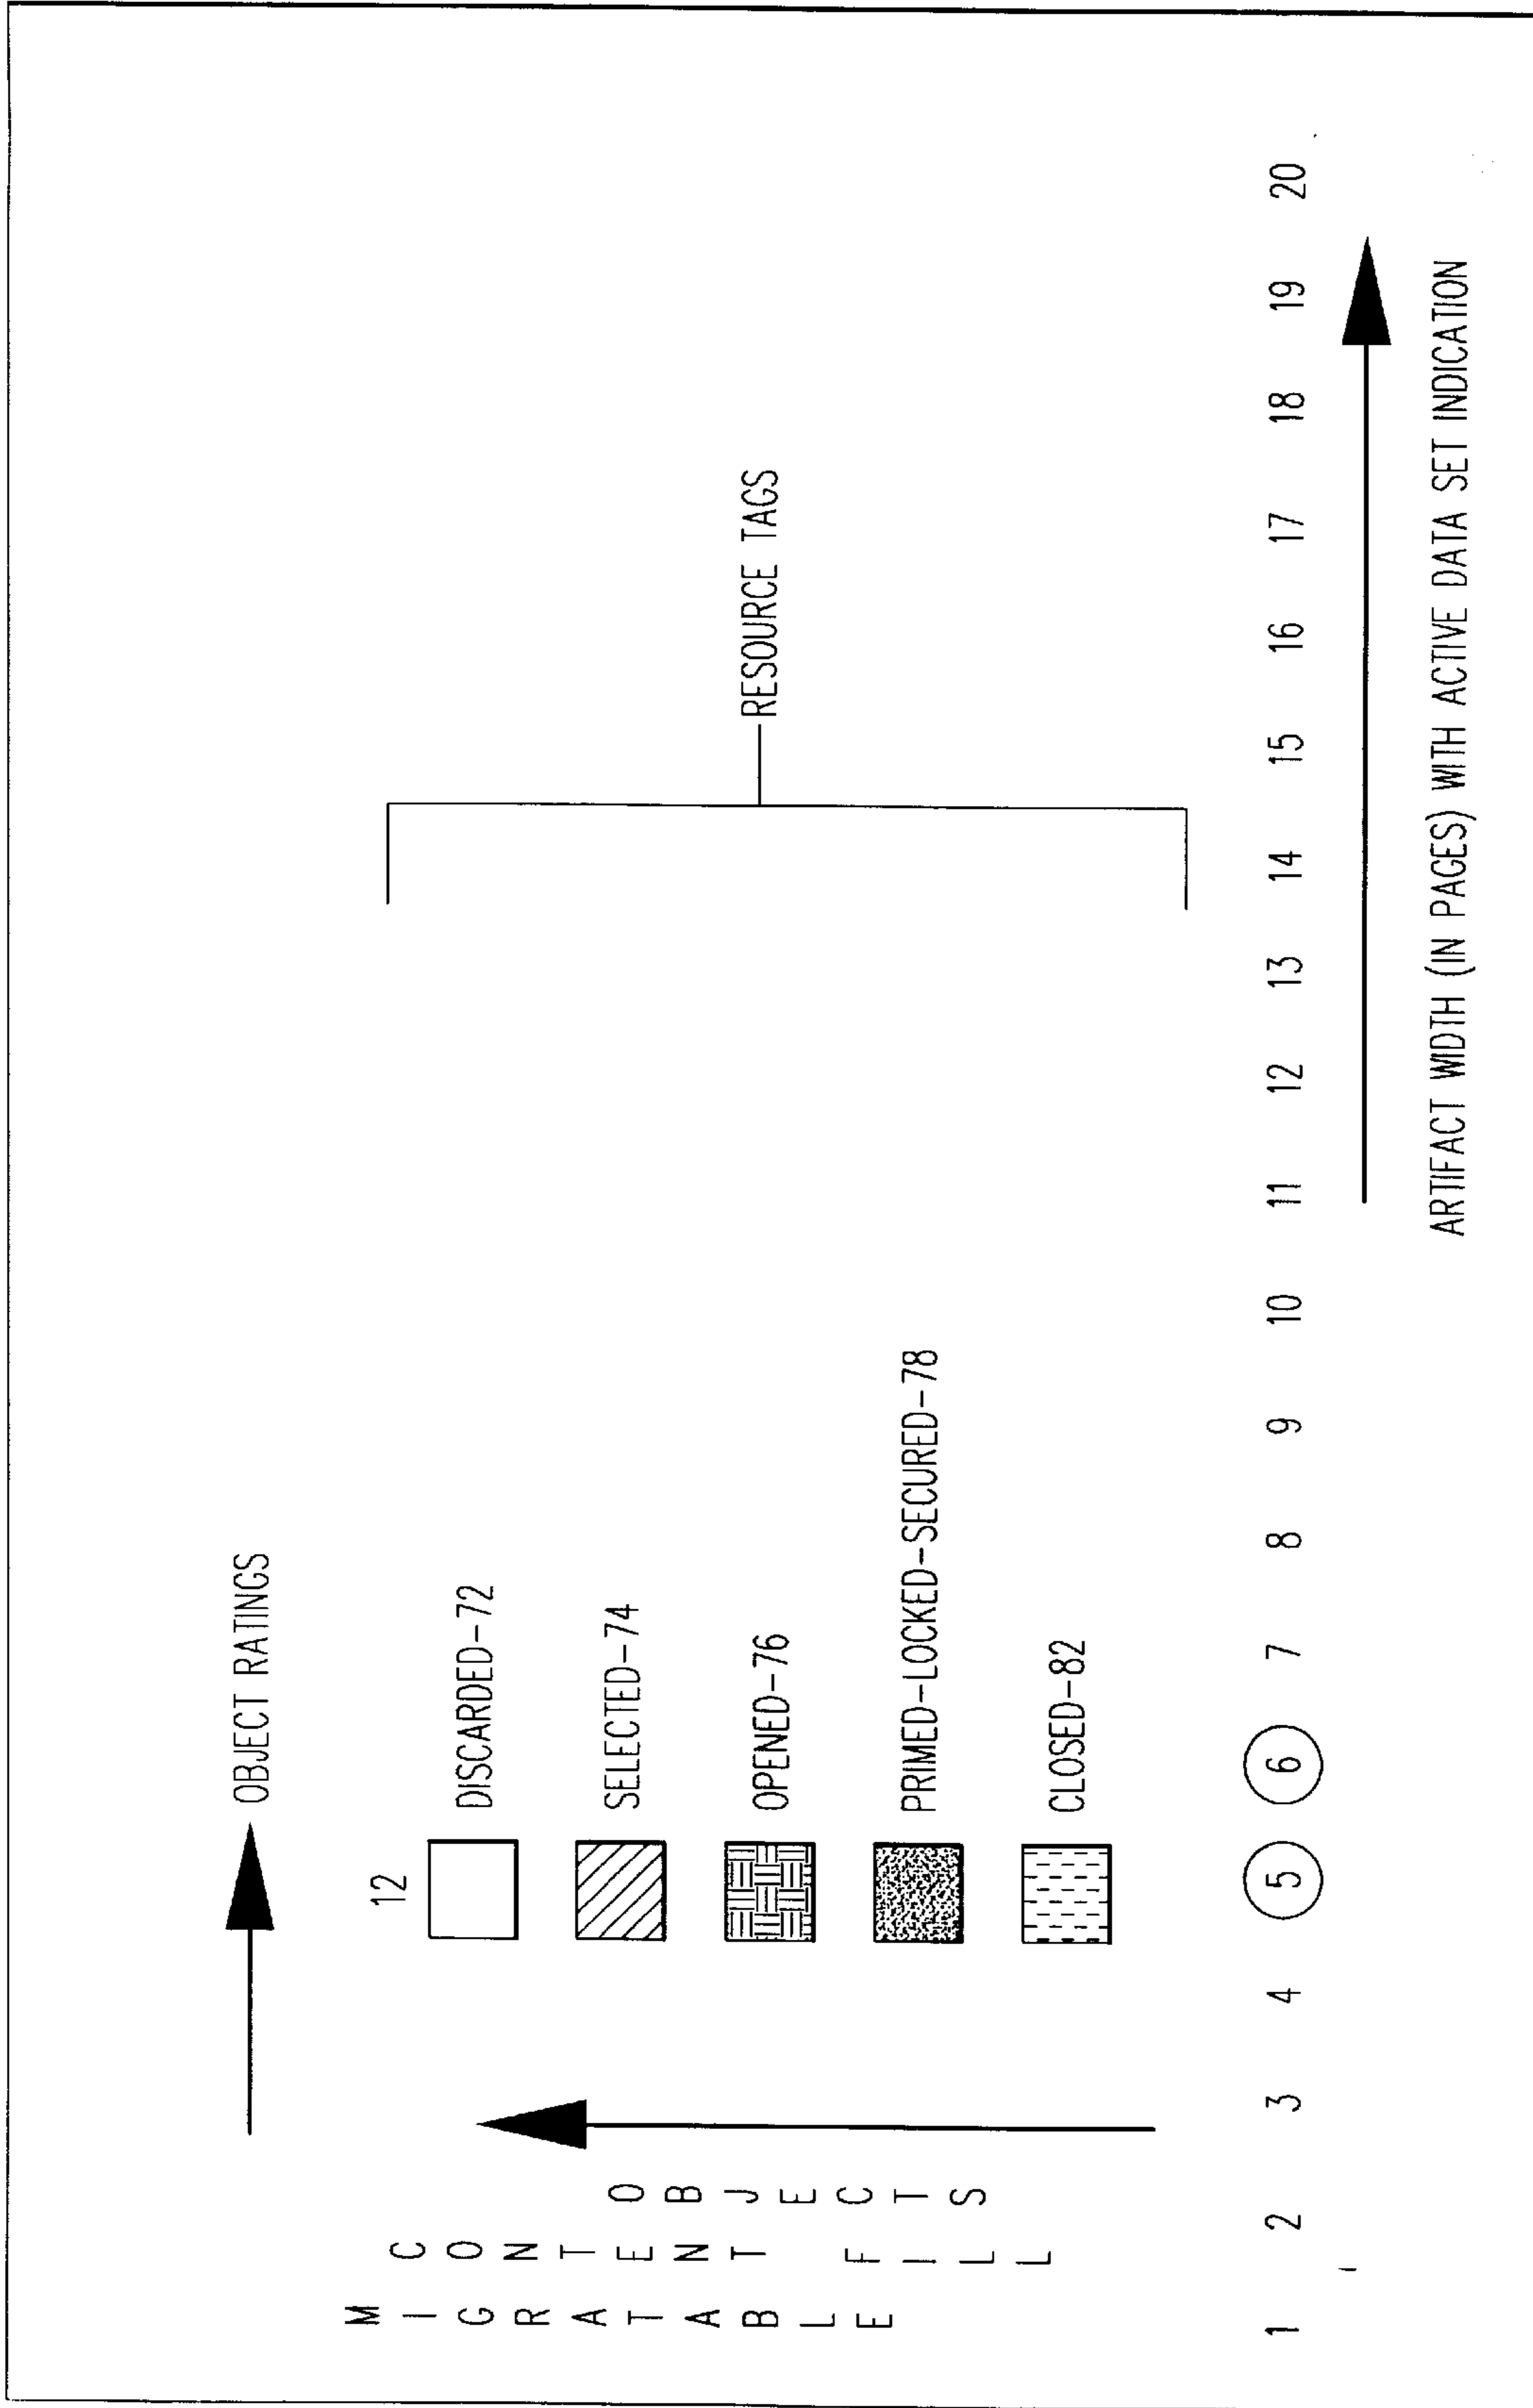 OBJECT RATINGS
12
DISCARDED-72
SELECTED-74
OPENED-76
PRIMED-LOCKED-SECURED-78
CLOSED-82
RESOURCE TAGS
MIGRATABLE
CONTENT FILL
OBJECTS
1 2 3 4 5 6 7 8 9 10 11 12 13 14 15 16 17 18 19 20
ARTIFACT WIDTH (IN PAGES) WITH ACTIVE DATA SET INDICATION